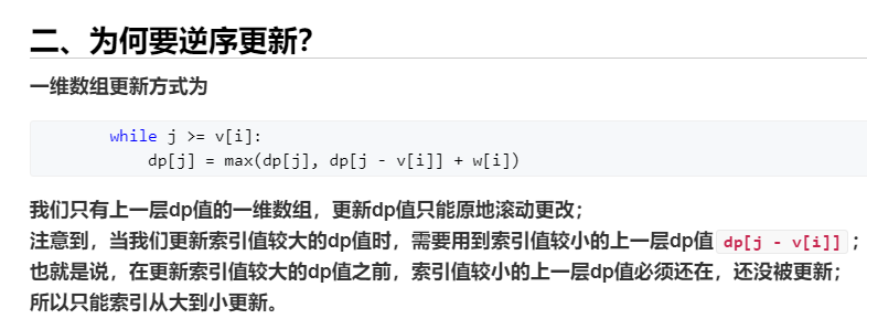 二、为何要逆序更新?
一维数组更新方式为
while j >= v[i]:
dp[j] = max(dp[j], dp[j - v[i]] + w[i])
我们只有上一层dp值的一维数组，更新dp值只能原地滚动更改；
注意到，当我们更新索引值较大的dp值时，需要用到索引值较小的上一层dp值 dp[j - v[i]] ；
也就是说，在更新索引值较大的dp值之前，索引值较小的上一层dp值必须还在，还没被更新；
所以只能索引从大到小更新。